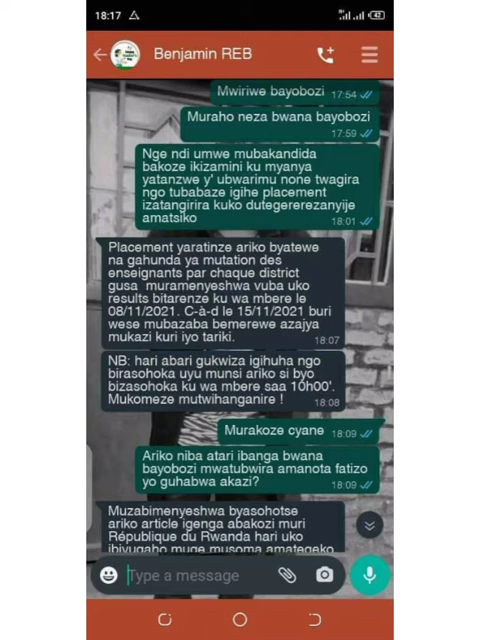 18:17
42
Benjamin REB
Mwiriwe bayobozi 17:54
Muraho neza bwana bayobozi
17:59
Nge ndi umwe mubakandida
bakoze ikizamini ku myanya
yatanzwe y' ubwarimu none twagira
ngo tubabaze igihe placement
izatangirira kuko dutegererezanyije
amatsiko 18:01
Placement yaratinze ariko byatewe
na gahunda ya mutation des
enseignants par chaque district
gusa muramenyeshwa vuba uko
results bitarenze ku wa mbere le
08/11/2021. C-à-d le 15/11/2021 buri
wese mubazaba bemerewe azajya
mukazi kuri iyo tariki. 18:07
NB: hari abari gukwiza igihuha ngo
birasohoka uyu munsi ariko si byo
bizasohoka ku wa mbere saa 10h00'.
Mukomeze mutwihanganire ! 18:08
Murakoze cyane 18:09
Ariko niba atari ibanga bwana
bayobozi mwatubwira amanota fatizo
yo guhabwa akazi? 18:09
Muzabimenyeshwa byasohotse
ariko article igenga abakozi muri
République du Rwanda hari uko
ibivugaho muge musoma amategeko
Type a message